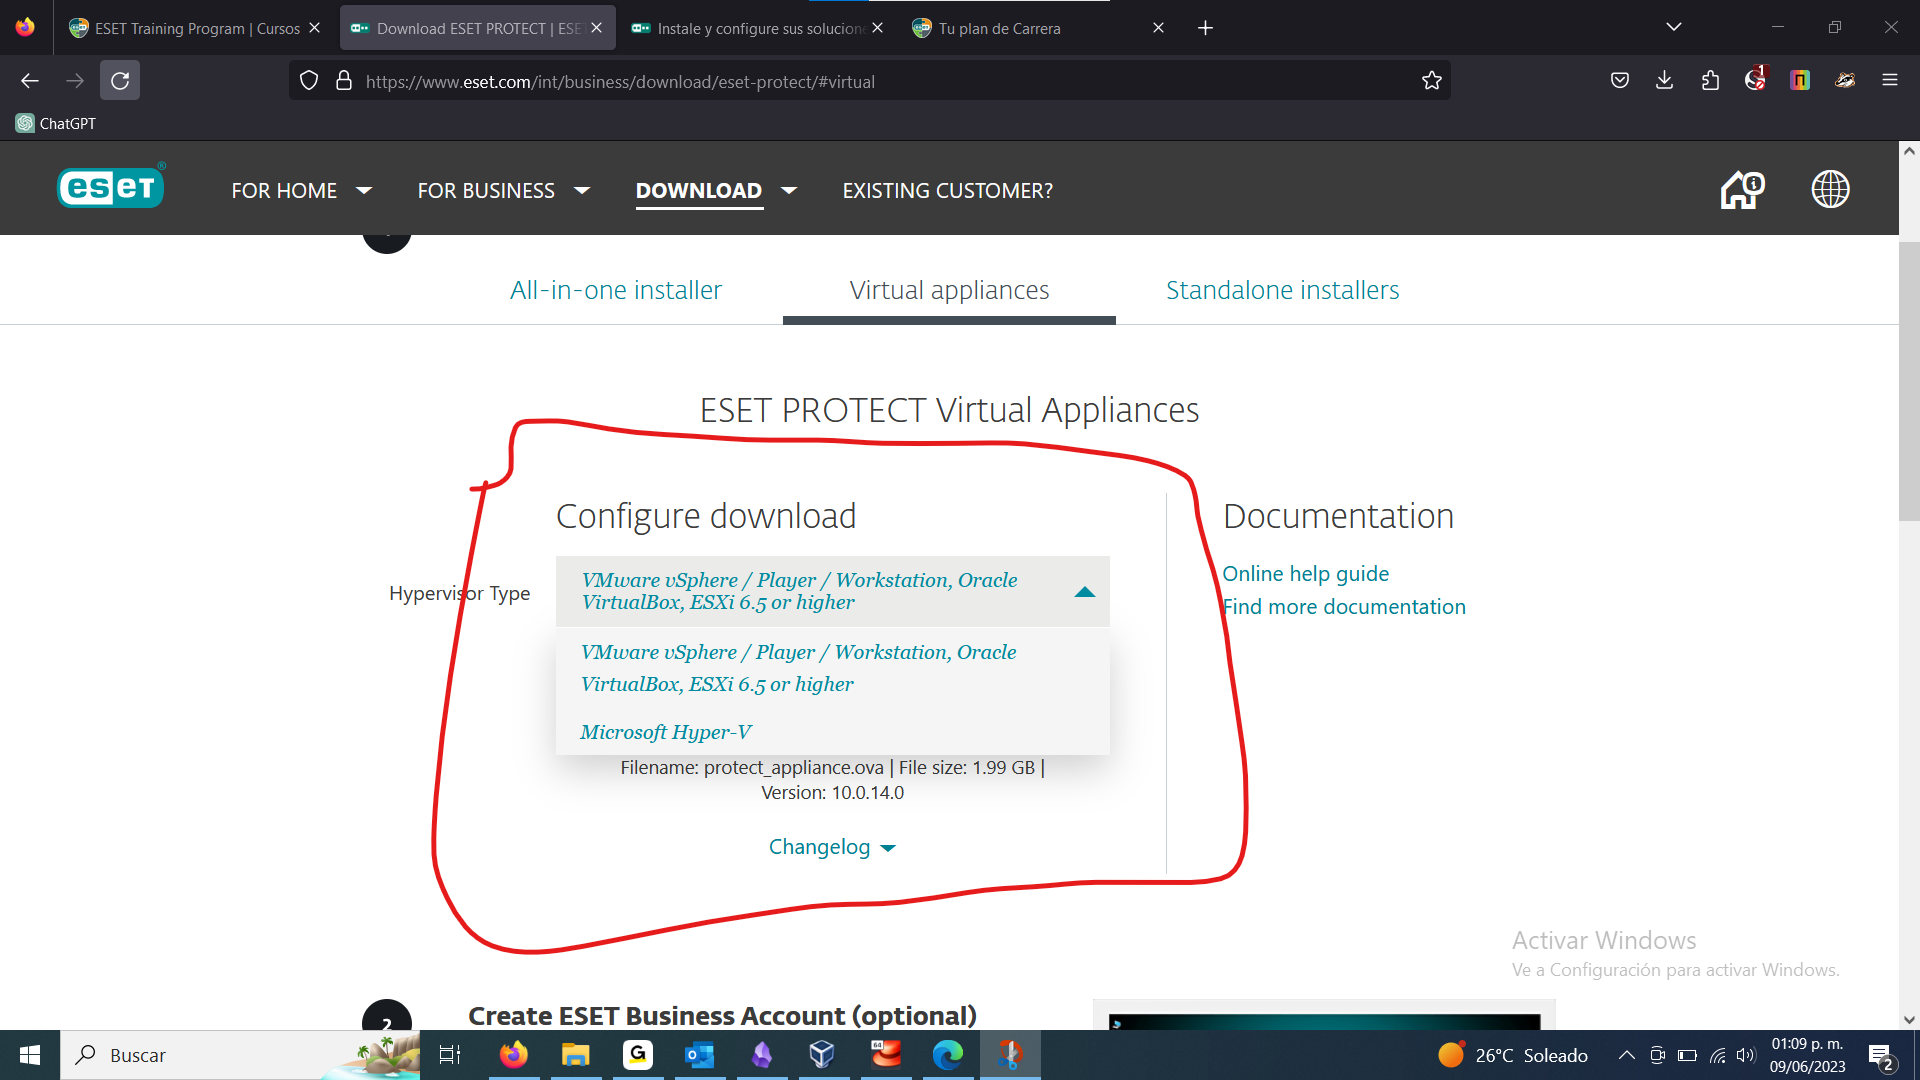 ESET Training Program | Cursos
Download ESET PROTECT | ESE
Instale y configure sus solucione
Tu plan de Carrera
https://www.eset.com/int/business/download/eset-protect/#virtual
1
ChatGPT
eset®
FOR HOME
FOR BUSINESS
DOWNLOAD
EXISTING CUSTOMER?
All-in-one installer
Virtual appliances
Standalone installers
ESET PROTECT Virtual Appliances
Configure download
Documentation
Hypervisor Type
VMware vSphere / Player / Workstation, Oracle
VirtualBox, ESXi 6.5 or higher
Online help guide
Find more documentation
VMware vSphere / Player / Workstation, Oracle
VirtualBox, ESXi 6.5 or higher
Microsoft Hyper-V
Filename: protect_appliance.ova | File size: 1.99 GB |
Version: 10.0.14.0
Changelog
Activar Windows
Ve a Configuración para activar Windows.
2
Create ESET Business Account (optional)
Buscar
G
64
26°C Soleado
01:09 p. m.
09/06/2023
2